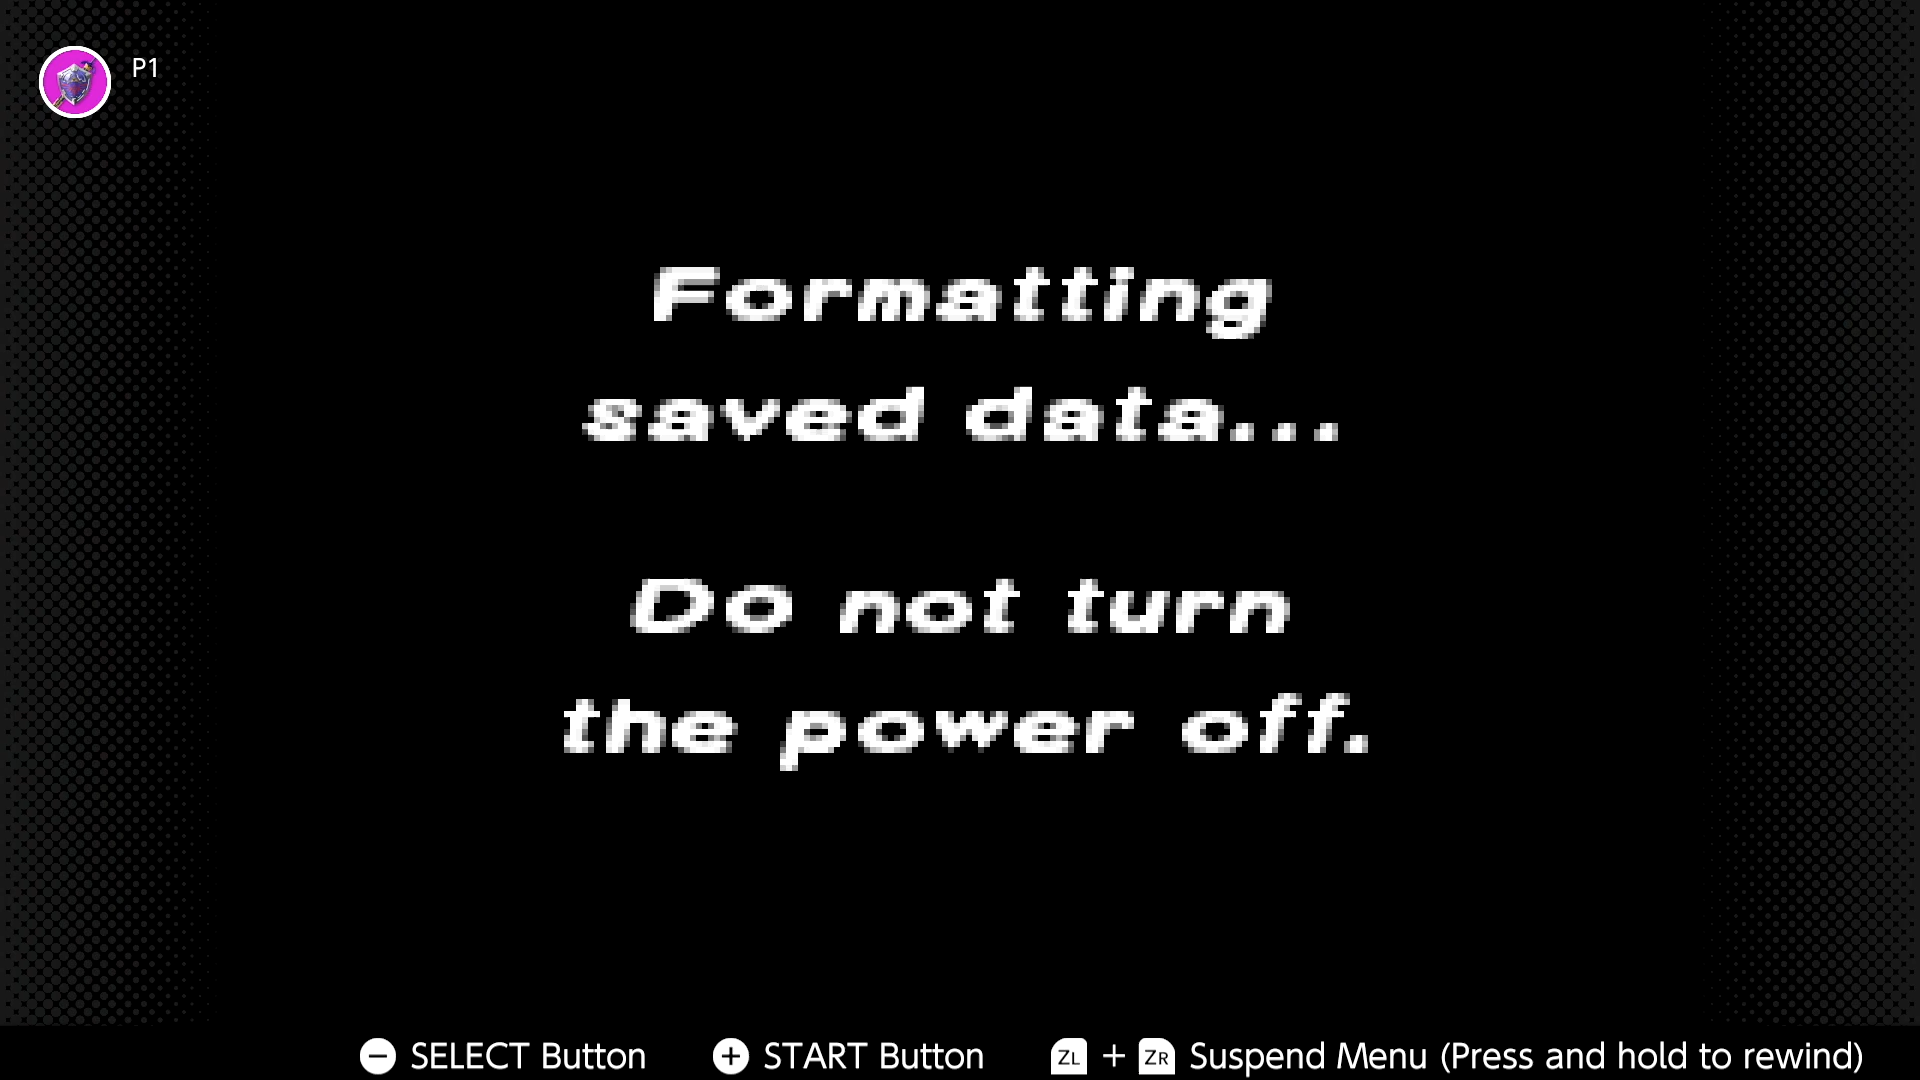 P1
Formatting
saved data...
Do not turn
the power off.
− SELECT Button + START Button ZL + ZR Suspend Menu (Press and hold to rewind)